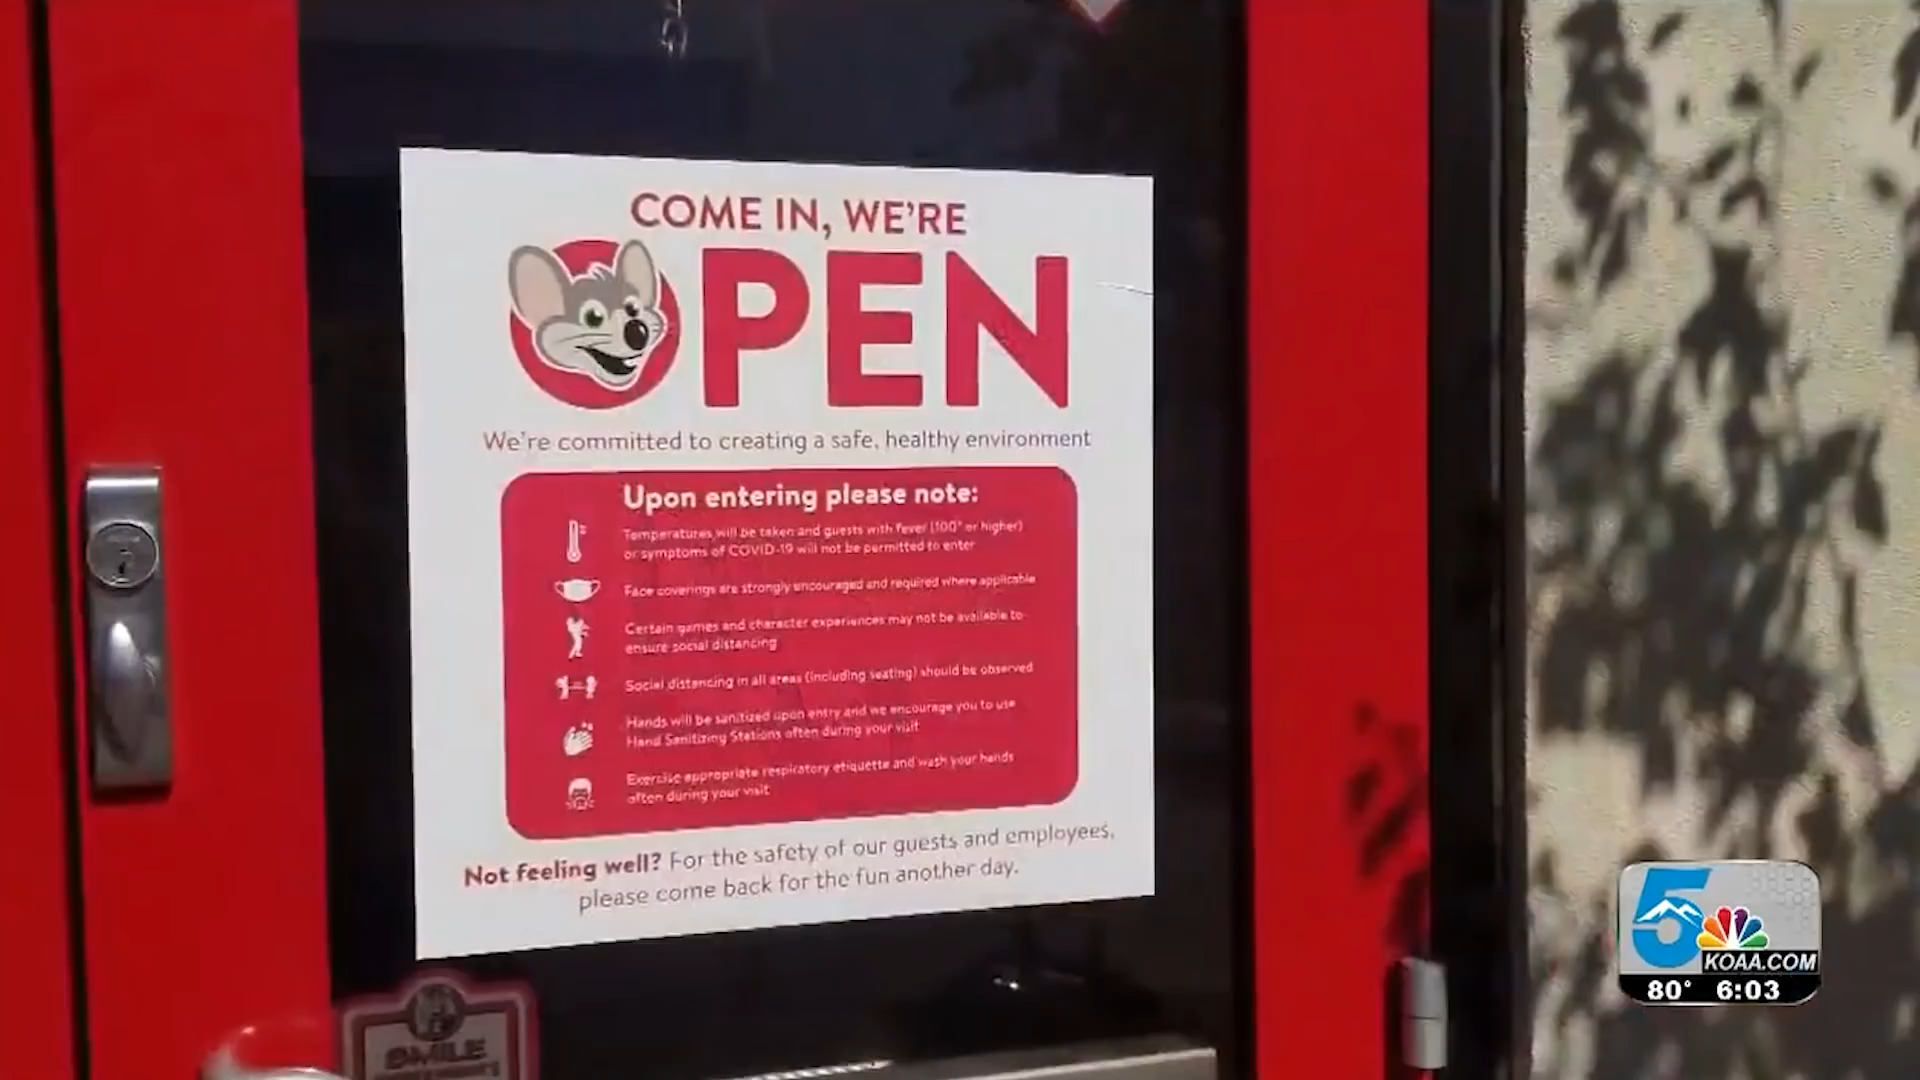 COME IN, WE'RE
OPEN
We're committed to creating a safe, healthy environment
Upon entering please note:
Temperatures will be taken and guests with fever (100° or higher)
or symptoms of COVID-19 will not be permitted to enter
Face coverings are strongly encouraged and required where applicable
Certain games and character experiences may not be available to
ensure social distancing
Social distancing in all areas (including seating) should be observed
Hands will be sanitized upon entry and we encourage you to use
Hand Sanitizing Stations often during your visit
Exercise appropriate respiratory etiquette and wash your hands
often during your visit
Not feeling well? For the safety of our guests and employees,
please come back for the fun another day.
SMILE
5
KOAA.COM
80° 6:03